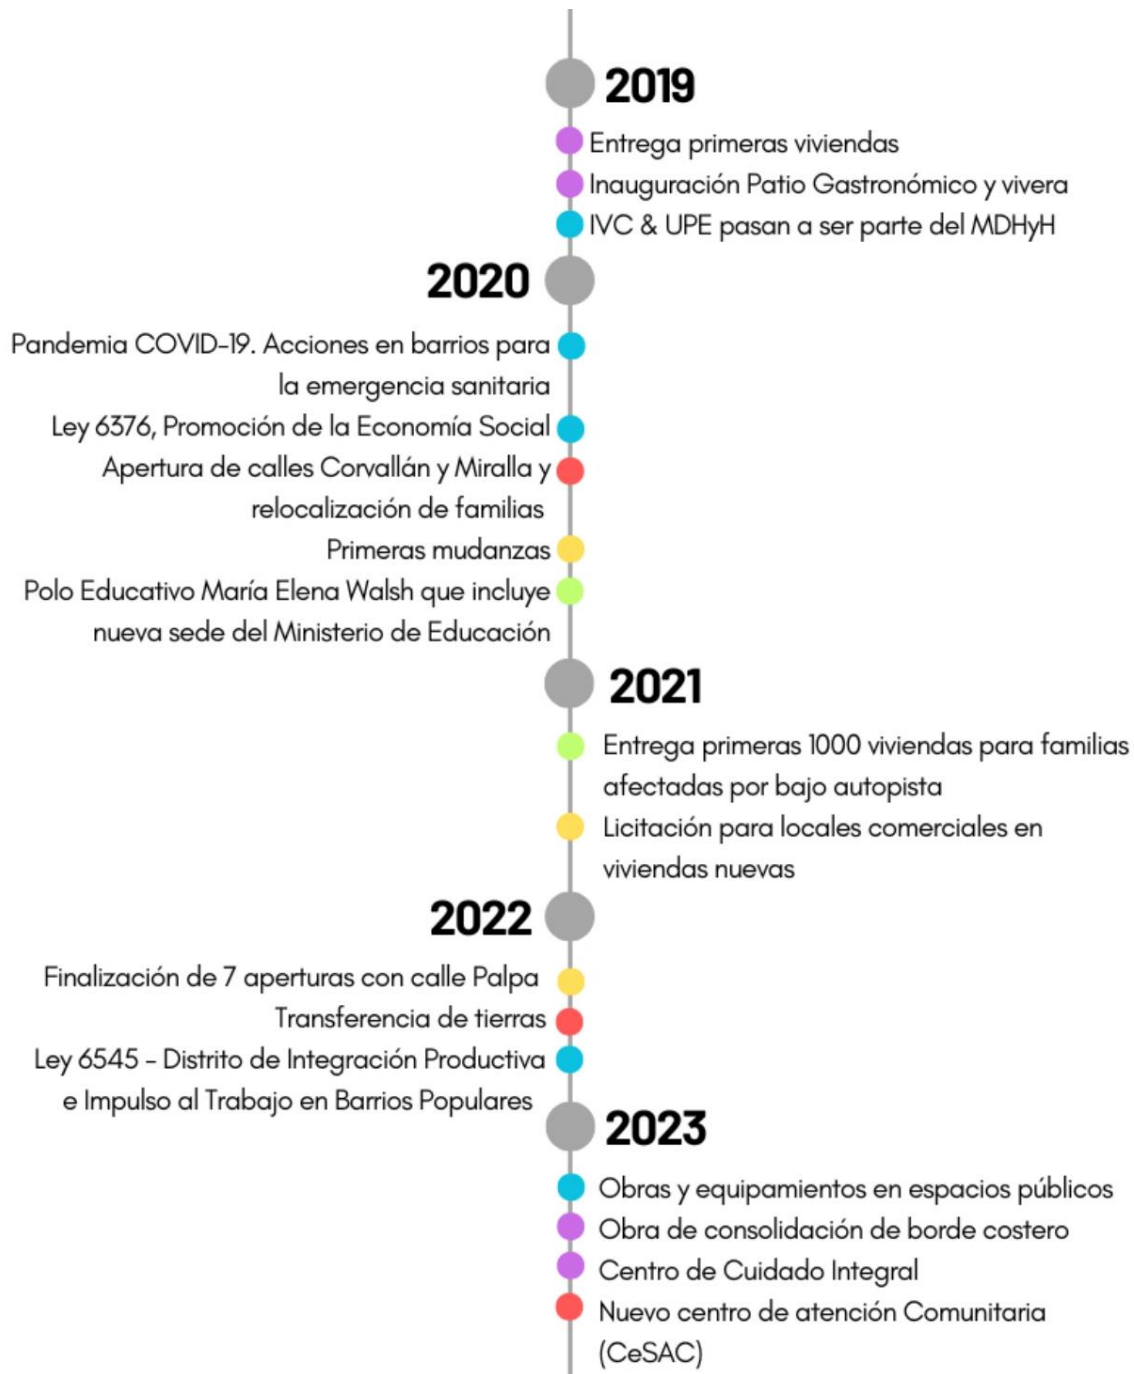 2019
Entrega primeras viviendas
Inauguración Patio Gastronómico y vivera
IVC & UPE pasan a ser parte del MDHyH
2020
Pandemia COVID-19. Acciones en barrios para
la emergencia sanitaria
Ley 6376, Promoción de la Economía Social
Apertura de calles Corvallán y Miralla y
relocalización de familias
Primeras mudanzas
Polo Educativo María Elena Walsh que incluye
nueva sede del Ministerio de Educación
2021
Entrega primeras 1000 viviendas para familias
afectadas por bajo autopista
Licitación para locales comerciales en
viviendas nuevas
2022
Finalización de 7 aperturas con calle Palpa
Transferencia de tierras
Ley 6545 - Distrito de Integración Productiva
e Impulso al Trabajo en Barrios Populares
2023
Obras y equipamientos en espacios públicos
Obra de consolidación de borde costero
Centro de Cuidado Integral
Nuevo centro de atención Comunitaria
(CeSAC)